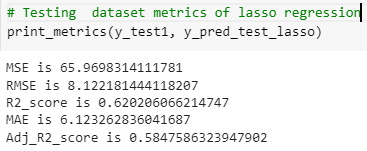 # Testing  dataset metrics of lasso regression
print_metrics(y_test1, y_pred_test_lasso)
MSE is 65.9698314111781
RMSE is 8.122181444118207
R2_score is 0.620206066214747
MAE is 6.123262836041687
Adj_R2_score is 0.5847586323947902